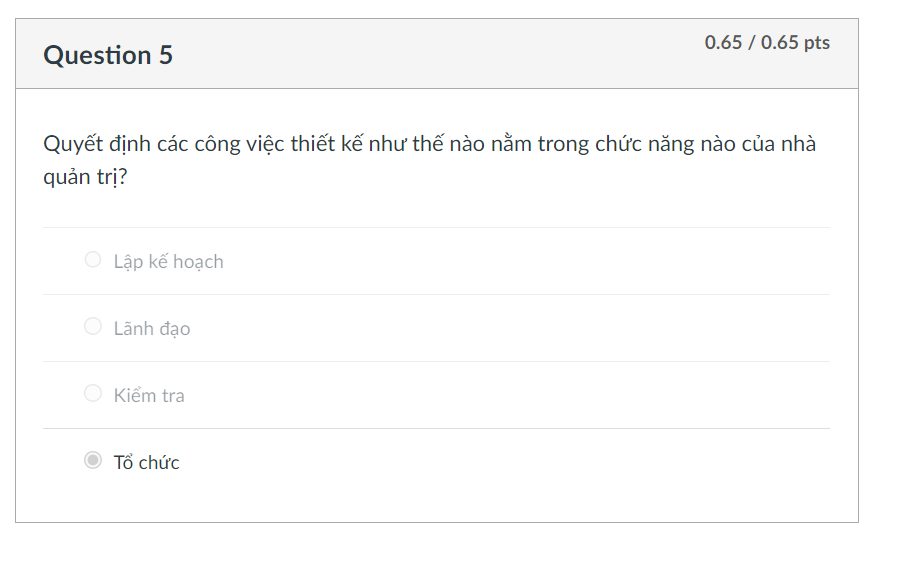 Question 5
0.65 / 0.65 pts
Quyết định các công việc thiết kế như thế nào nằm trong chức năng nào của nhà
quản trị?
Lập kế hoạch
Lãnh đạo
Kiểm tra
Tổ chức